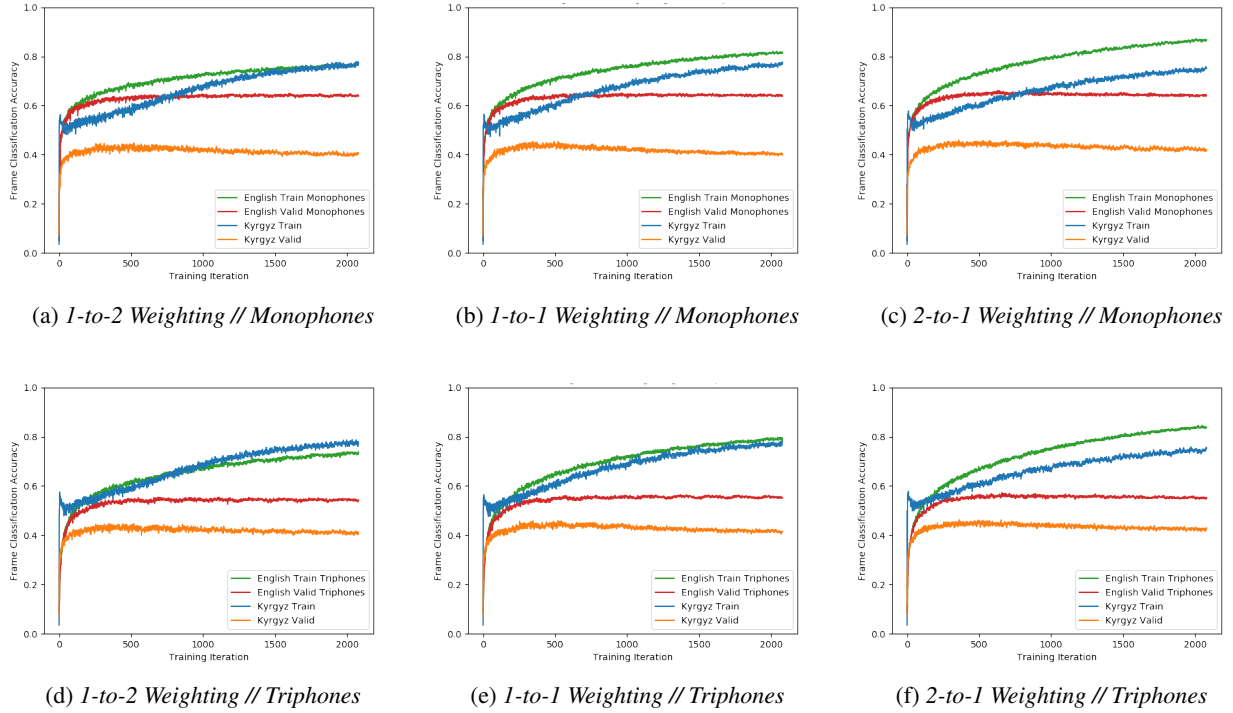 1.0
0.8
0.6
0.4
0.2
0.0
Frame Classification Accuracy
0 500 1000 1500 2000
Training Iteration
English Train Monophones
English Valid Monophones
Kyrgyz Train
Kyrgyz Valid
(a) 1-to-2 Weighting // Monophones
1.0
0.8
0.6
0.4
0.2
0.0
Frame Classification Accuracy
0 500 1000 1500 2000
Training Iteration
English Train Monophones
English Valid Monophones
Kyrgyz Train
Kyrgyz Valid
(b) 1-to-1 Weighting // Monophones
1.0
0.8
0.6
0.4
0.2
0.0
Frame Classification Accuracy
0 500 1000 1500 2000
Training Iteration
English Train Monophones
English Valid Monophones
Kyrgyz Train
Kyrgyz Valid
(c) 2-to-1 Weighting // Monophones
1.0
0.8
0.6
0.4
0.2
0.0
Frame Classification Accuracy
0 500 1000 1500 2000
Training Iteration
English Train Triphones
English Valid Triphones
Kyrgyz Train
Kyrgyz Valid
(d) 1-to-2 Weighting // Triphones
1.0
0.8
0.6
0.4
0.2
0.0
Frame Classification Accuracy
0 500 1000 1500 2000
Training Iteration
English Train Triphones
English Valid Triphones
Kyrgyz Train
Kyrgyz Valid
(e) 1-to-1 Weighting // Triphones
1.0
0.8
0.6
0.4
0.2
0.0
Frame Classification Accuracy
0 500 1000 1500 2000
Training Iteration
English Train Triphones
English Valid Triphones
Kyrgyz Train
Kyrgyz Valid
(f) 2-to-1 Weighting // Triphones